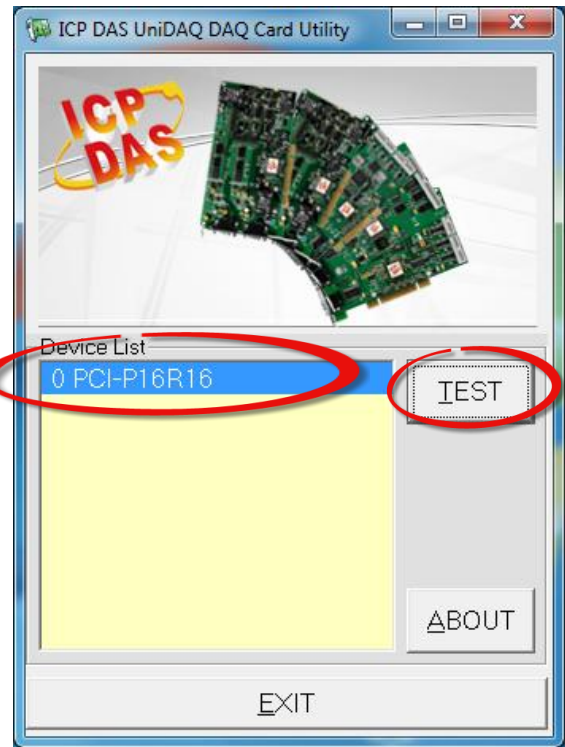 ICP DAS UniDAQ DAQ Card Utility
ICP
DAS
Device List
0 PCI-P16R16
TEST
ABOUT
EXIT